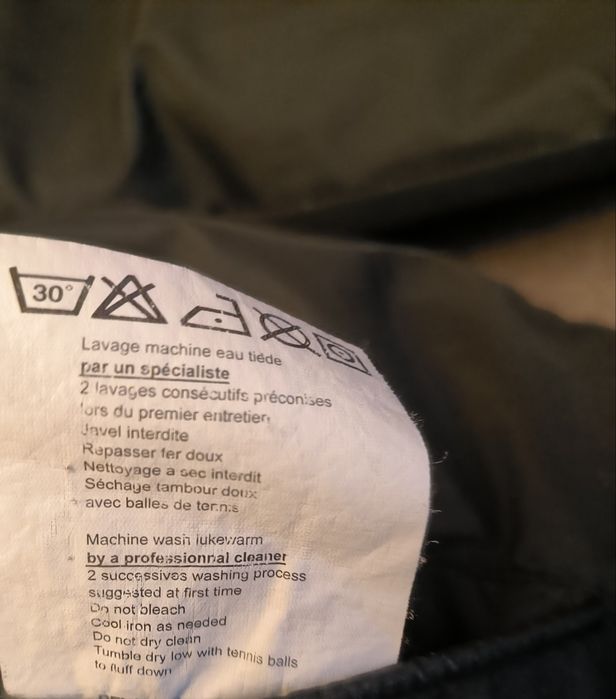 30°
Lavage machine eau tiède
par un spécialiste
2 lavages consécutifs préconises
lors du premier entretien
Javel interdite
Repasser fer doux
Nettoyage a sec interdit
Séchage tambour doux
avec balles de tennis
Machine wash lukewarm
by a professionnal cleaner
2 successives washing process
suggested at first time
Do not bleach
Cool iron as needed
Do not dry clean
Tumble dry low with tennis balls
to fluff down